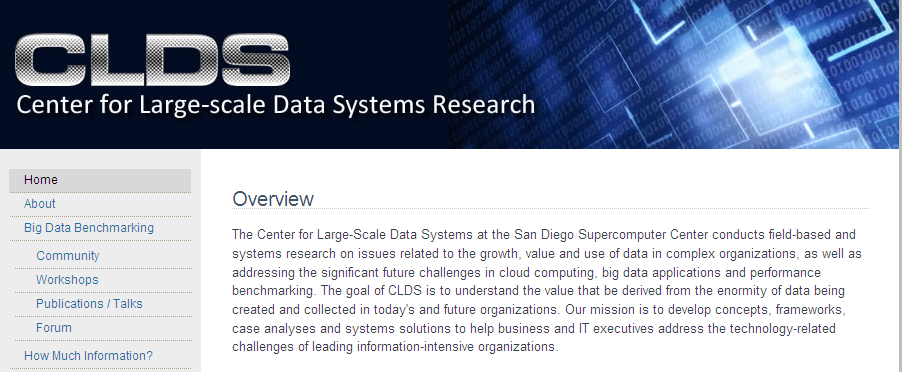 CLDS
Center for Large-scale Data Systems Research
Home
About
Big Data Benchmarking
Community
Workshops
Publications / Talks
Forum
How Much Information?
Overview
The Center for Large-Scale Data Systems at the San Diego Supercomputer Center conducts field-based and
systems research on issues related to the growth, value and use of data in complex organizations, as well as
addressing the significant future challenges in cloud computing, big data applications and performance
benchmarking. The goal of CLDS is to understand the value that be derived from the enormity of data being
created and collected in today's and future organizations. Our mission is to develop concepts, frameworks,
case analyses and systems solutions to help business and IT executives address the technology-related
challenges of leading information-intensive organizations.